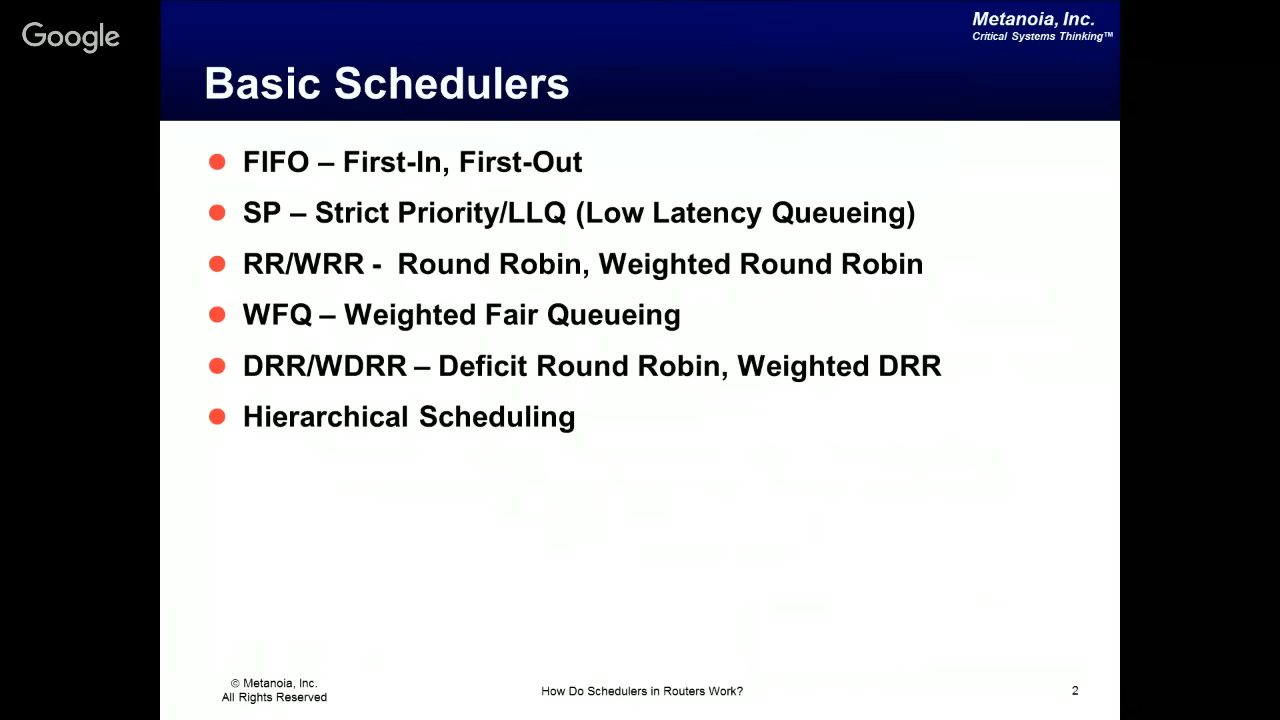 Google
Metanoia, Inc.
Critical Systems Thinking™
Basic Schedulers
FIFO – First-In, First-Out
SP – Strict Priority/LLQ (Low Latency Queueing)
RR/WRR -  Round Robin, Weighted Round Robin
WFQ – Weighted Fair Queueing
DRR/WDRR – Deficit Round Robin, Weighted DRR
Hierarchical Scheduling
© Metanoia, Inc.
All Rights Reserved
How Do Schedulers in Routers Work?
2